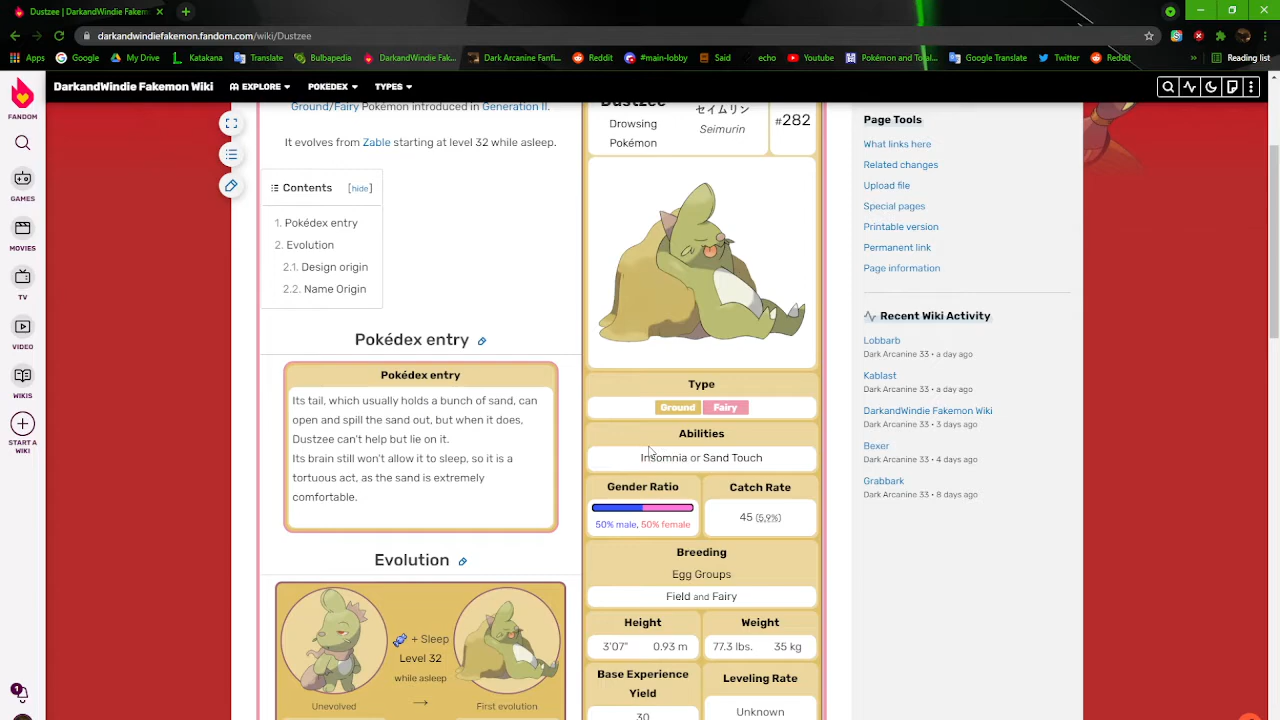 Dustzee | DarkandWindie Fakem
darkandwindiefakemon.fandom.com/wiki/Dustzee
Apps
Google
My Drive
Katakana
Translate
Bulbapedia
DarkandWindie Fak...
Dark Arcanine 33 -...
Reddit
#main-lobby
Said
echo
YouTube
Pokémon and Total...
Google Translate
Twitter
Reddit
»
Reading list
DarkandWindie Fakemon Wiki
EXPLORE
POKEDEX
TYPES
FANDOM
GAMES
MOVIES
TV
VIDEO
WIKIS
START A
WIKI
1
Ground/Fairy Pokémon introduced in Generation II.
It evolves from Zable starting at level 32 while asleep.
Contents [hide]
1. Pokédex entry
2. Evolution
2.1. Design origin
2.2. Name Origin
Pokédex entry
Pokédex entry
Its tail, which usually holds a bunch of sand, can
open and spill the sand out, but when it does,
Dustzee can't help but lie on it.
Its brain still won't allow it to sleep, so it is a
tortuous act, as the sand is extremely
comfortable.
Evolution
+ Sleep
Level 32
while asleep
→
Unevolved
First evolution
Dustzee
Drowsing
Pokémon
セイムリン
Seimurin
#282
Type
Ground Fairy
Abilities
Insomnia or Sand Touch
Gender Ratio
50% male, 50% female
Catch Rate
45 (5.9%)
Breeding
Egg Groups
Field and Fairy
Height
3'07" 0.93 m
Weight
77.3 lbs. 35 kg
Base Experience
Yield
30
Leveling Rate
Unknown
Page Tools
What links here
Related changes
Upload file
Special pages
Printable version
Permanent link
Page information
Recent Wiki Activity
Lobbarb
Dark Arcanine 33 • a day ago
Kablast
Dark Arcanine 33 • a day ago
DarkandWindie Fakemon Wiki
Dark Arcanine 33 • 3 days ago
Bexer
Dark Arcanine 33 • 4 days ago
Grabbark
Dark Arcanine 33 • 8 days ago